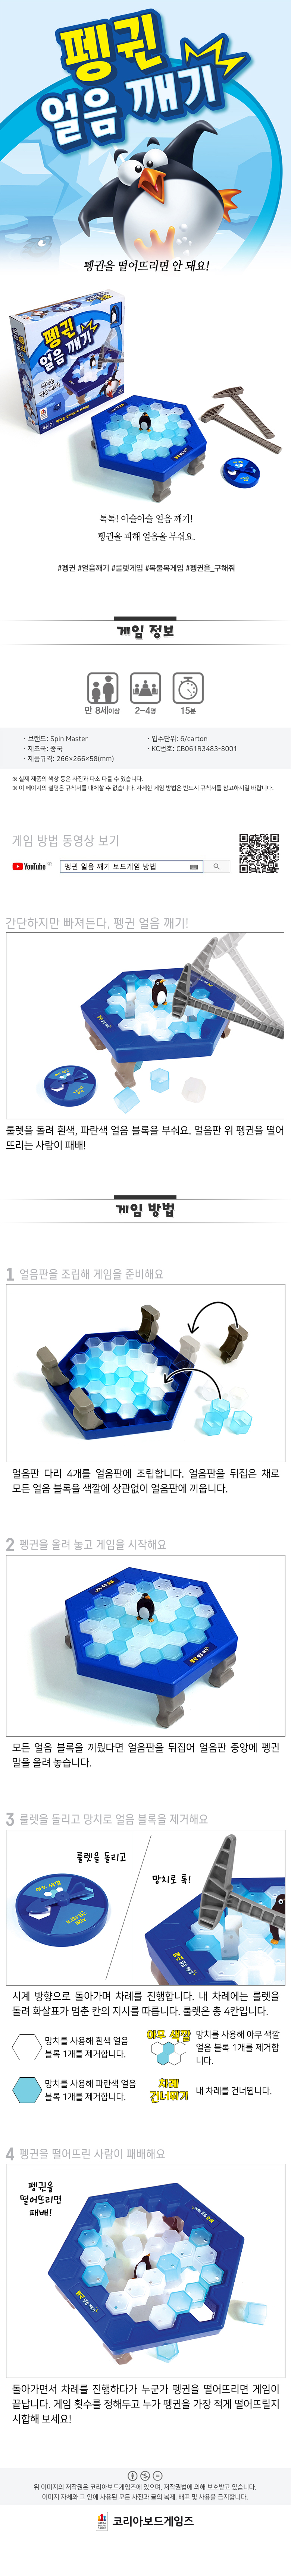 펭귄
얼음 깨기
펭귄을 떨어뜨리면 안 돼요!
펭귄
얼음 깨기
톡톡! 아슬아슬 얼음 깨기!
펭귄을 피해 얼음을 부숴요.
#펭귄 #얼음깨기 #룰렛게임 #복불복게임 #펭귄을_구해줘
게임 정보
만 8세이상
2-4명
15분
· 브랜드: Spin Master
· 제조국: 중국
· 제품규격: 266×266×58(mm)
· 입수단위: 6/carton
· KC번호: CB061R3483-8001
※ 실제 제품의 색상 등은 사진과 다소 다를 수 있습니다.
※ 이 페이지의 설명은 규칙서를 대체할 수 없습니다. 자세한 게임 방법은 반드시 규칙서를 참고하시길 바랍니다.
게임 방법 동영상 보기
YouTube KR
펭귄 얼음 깨기 보드게임 방법
간단하지만 빠져든다, 펭귄 얼음 깨기!
룰렛을 돌려 흰색, 파란색 얼음 블록을 부숴요. 얼음판 위 펭귄을 떨어
뜨리는 사람이 패배!
게임 방법
1 얼음판을 조립해 게임을 준비해요
얼음판 다리 4개를 얼음판에 조립합니다. 얼음판을 뒤집은 채로
모든 얼음 블록을 색깔에 상관없이 얼음판에 끼웁니다.
2 펭귄을 올려 놓고 게임을 시작해요
모든 얼음 블록을 끼웠다면 얼음판을 뒤집어 얼음판 중앙에 펭귄
말을 올려 놓습니다.
3 룰렛을 돌리고 망치로 얼음 블록을 제거해요
룰렛을 돌리고
망치로 톡!
아무 색깔
시계 방향으로 돌아가며 차례를 진행합니다. 내 차례에는 룰렛을
돌려 화살표가 멈춘 칸의 지시를 따릅니다. 룰렛은 총 4칸입니다.
망치를 사용해 흰색 얼음
블록 1개를 제거합니다.
아무 색깔
망치를 사용해 아무 색깔
얼음 블록 1개를 제거합
니다.
망치를 사용해 파란색 얼음
블록 1개를 제거합니다.
차례
건너뛰기
내 차례를 건너뜁니다.
4 펭귄을 떨어뜨린 사람이 패배해요
펭귄을
떨어뜨리면
패배!
돌아가면서 차례를 진행하다가 누군가 펭귄을 떨어뜨리면 게임이
끝납니다. 게임 횟수를 정해두고 누가 펭귄을 가장 적게 떨어뜨릴지
시합해 보세요!
위 이미지의 저작권은 코리아보드게임즈에 있으며, 저작권법에 의해 보호받고 있습니다.
이미지 자체와 그 안에 사용된 모든 사진과 글의 복제, 배포 및 사용을 금지합니다.
코리아보드게임즈